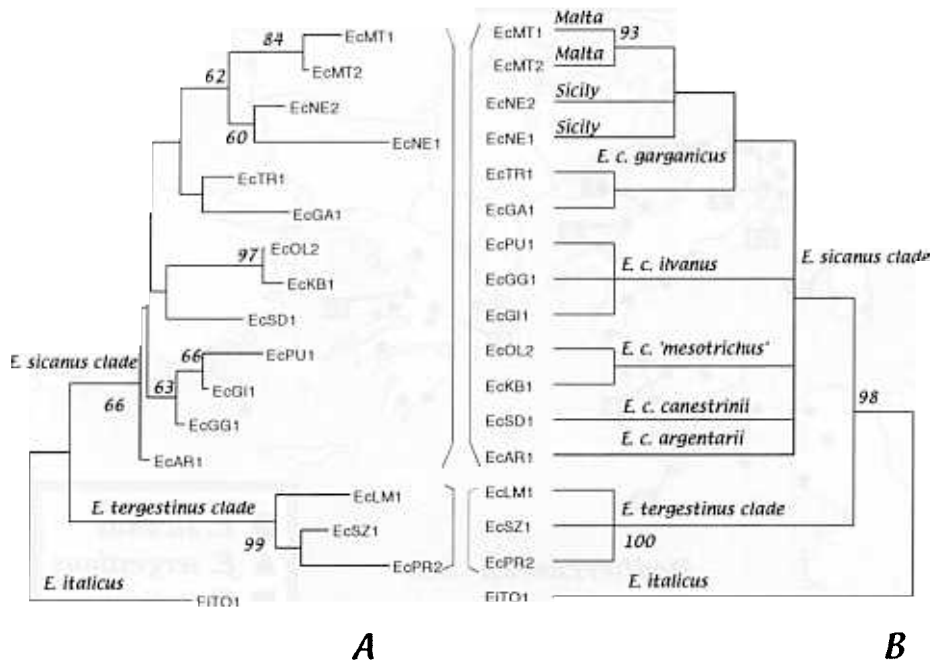 84
EcMT1
EcMT2
62
EcNE2
60
EcNE1
EcTR1
EcGA1
97
EcOL2
EcKB1
EcSD1
E. sicanus clade
66
EcPU1
63
EcGI1
66
EcGG1
EcAR1
E. tergestinus clade
EcLM1
99
EcSZ1
EcPR2
E. italicus
EiTO1
A
EcMT1
Malta
93
EcMT2
Malta
EcNE2
Sicily
EcNE1
Sicily
E. c. garganicus
EcTR1
EcGA1
EcPU1
EcGG1
E. c. ilvanus
E. sicanus clade
EcGI1
EcOL2
E. c. 'mesotrichus'
EcKB1
EcSD1
E. c. canestrinii
98
E. c. argentarii
EcAR1
EcLM1
EcSZ1
E. tergestinus clade
100
EcPR2
E. italicus
EiTO1
B